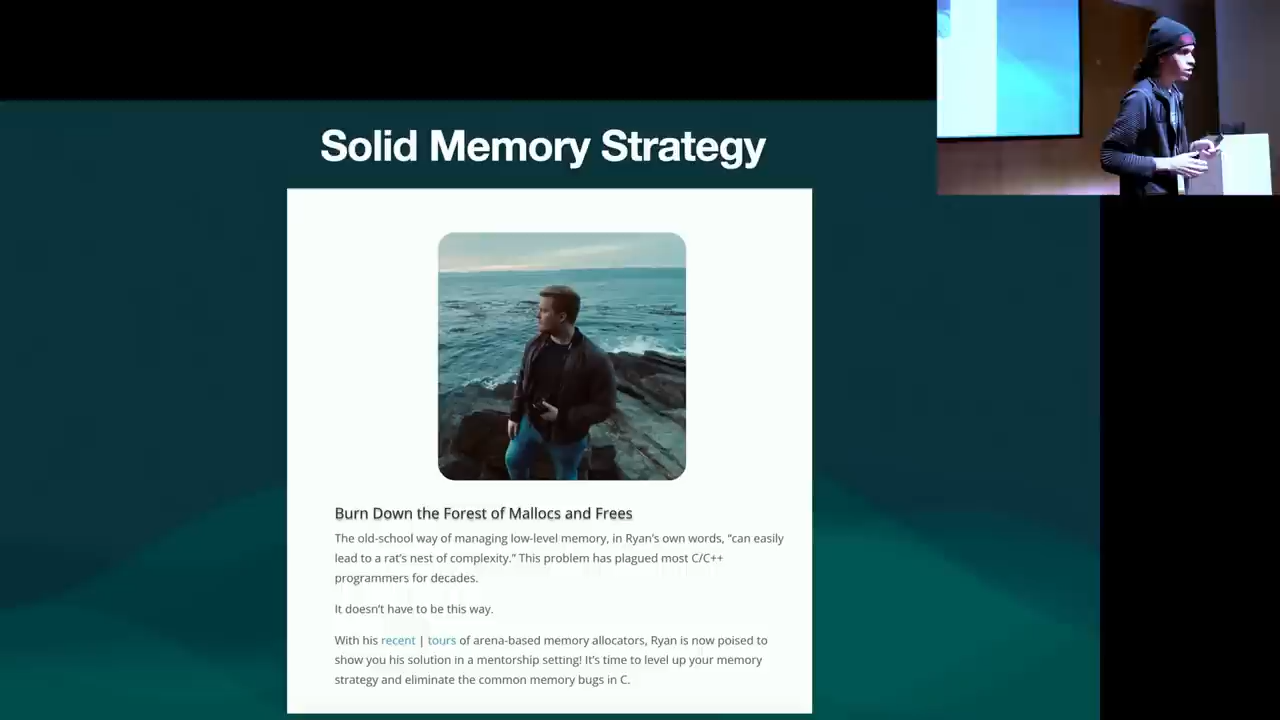 Solid Memory Strategy
Burn Down the Forest of Mallocs and Frees
The old-school way of managing low-level memory, in Ryan's own words, “can easily
lead to a rat's nest of complexity.” This problem has plagued most C/C++
programmers for decades.
It doesn't have to be this way.
With his recent | tours of arena-based memory allocators, Ryan is now poised to
show you his solution in a mentorship setting! It's time to level up your memory
strategy and eliminate the common memory bugs in C.